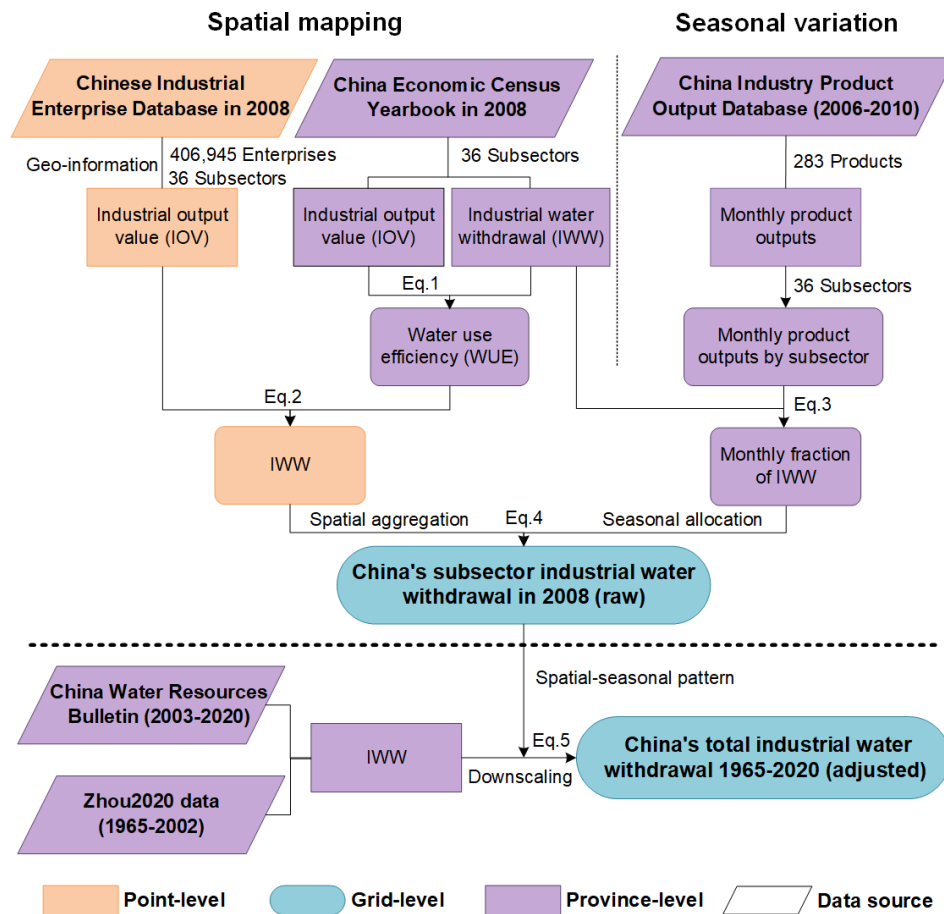 Spatial mapping
Seasonal variation
Chinese Industrial
Enterprise Database in 2008
China Economic Census
Yearbook in 2008
China Industry Product
Output Database (2006-2010)
Geo-information
406,945 Enterprises
36 Subsectors
36 Subsectors
283 Products
Industrial output
value (IOV)
Industrial output
value (IOV)
Industrial water
withdrawal (IWW)
Monthly product
outputs
Eq.1
36 Subsectors
Water use
efficiency (WUE)
Monthly product
outputs by subsector
Eq.2
Eq.3
IWW
Monthly fraction
of IWW
Spatial aggregation
Eq.4
Seasonal allocation
China's subsector industrial water
withdrawal in 2008 (raw)
China Water Resources
Bulletin (2003-2020)
Spatial-seasonal pattern
IWW
Eq.5
Downscaling
China's total industrial water
withdrawal 1965-2020 (adjusted)
Zhou2020 data
(1965-2002)
Point-level
Grid-level
Province-level
Data source